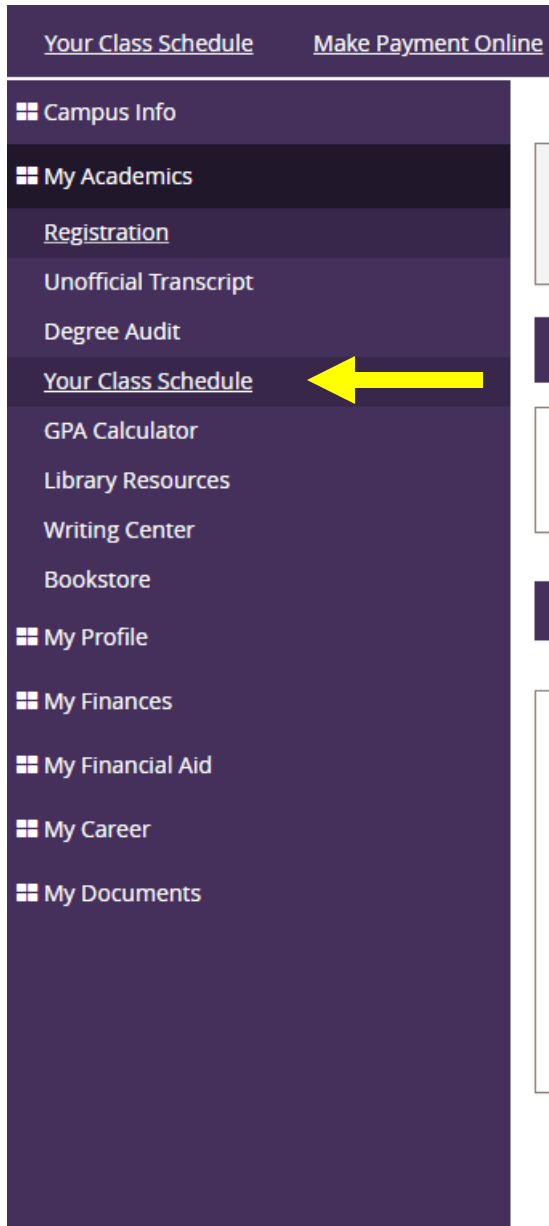 Your Class Schedule Make Payment Online
Campus Info
My Academics
Registration
Unofficial Transcript
Degree Audit
Your Class Schedule
GPA Calculator
Library Resources
Writing Center
Bookstore
My Profile
My Finances
My Financial Aid
My Career
My Documents